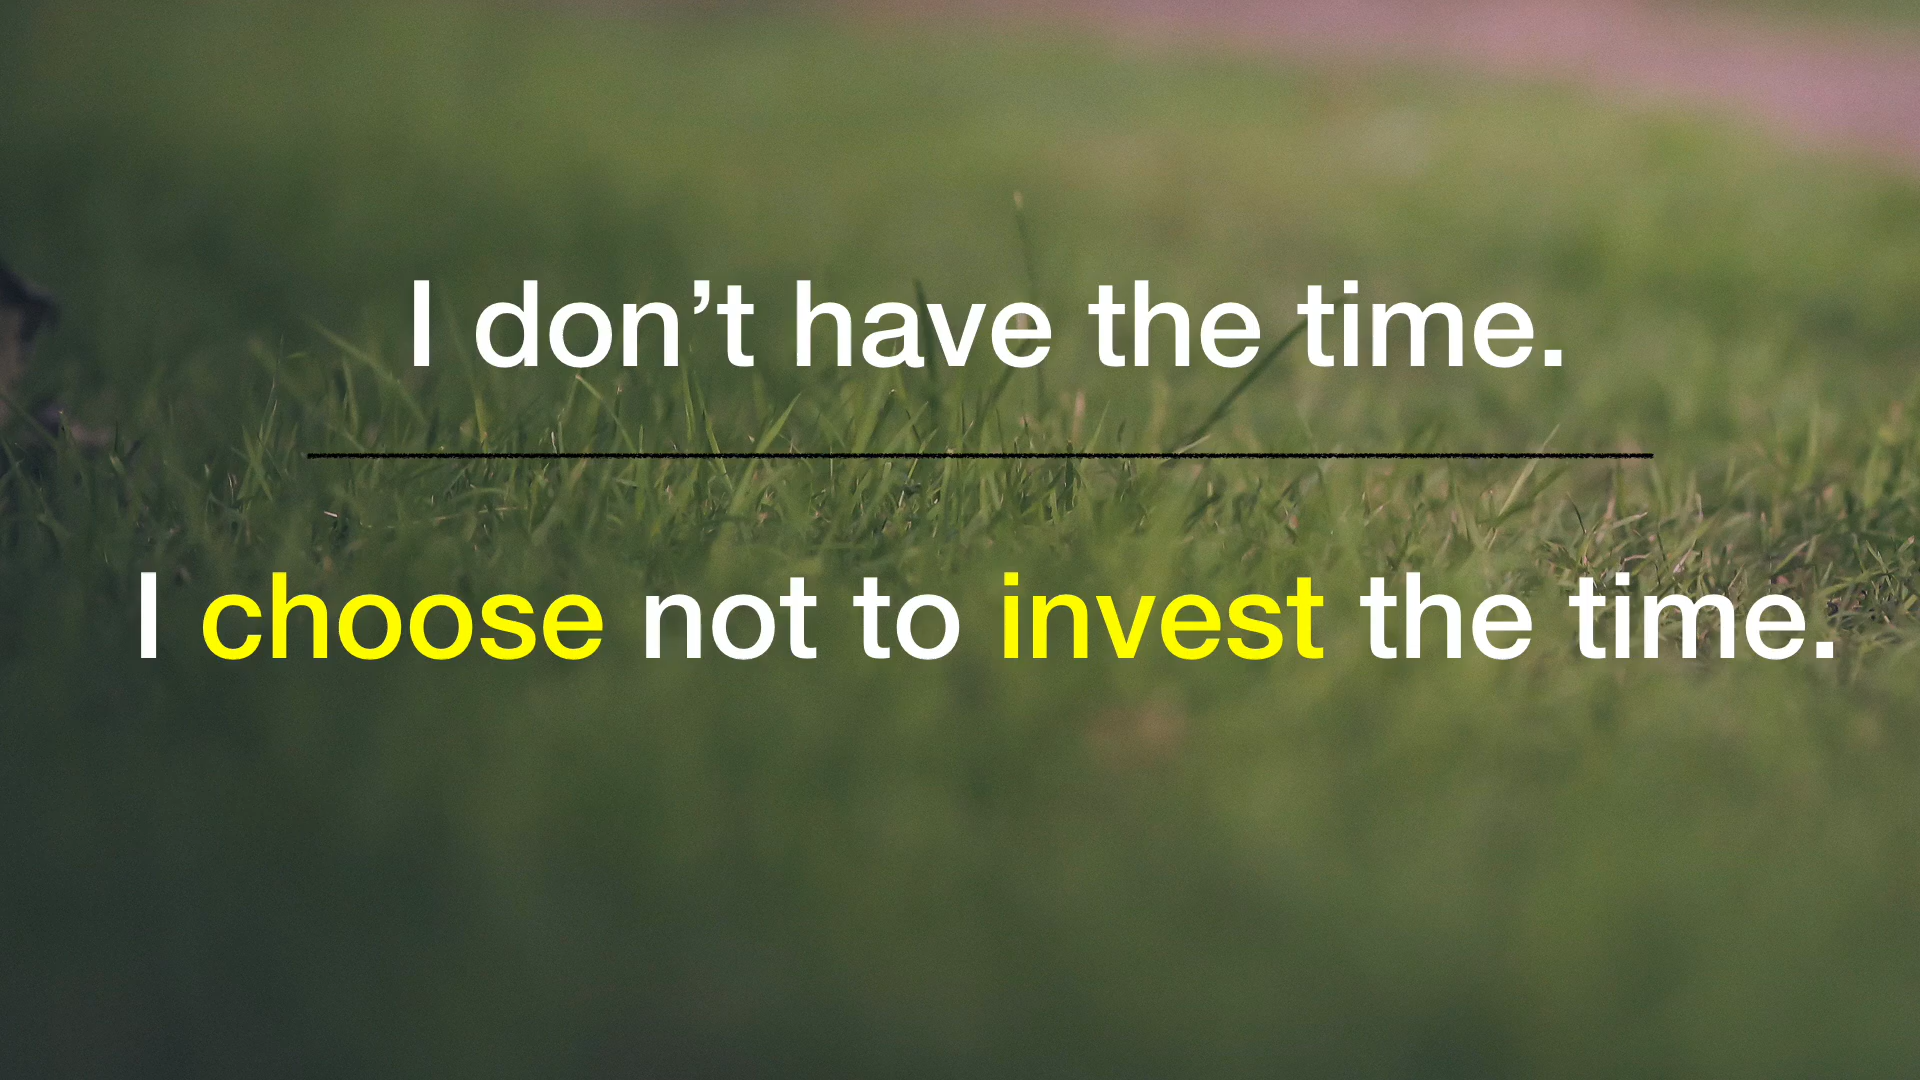 I don’t have the time.
I choose not to invest the time.